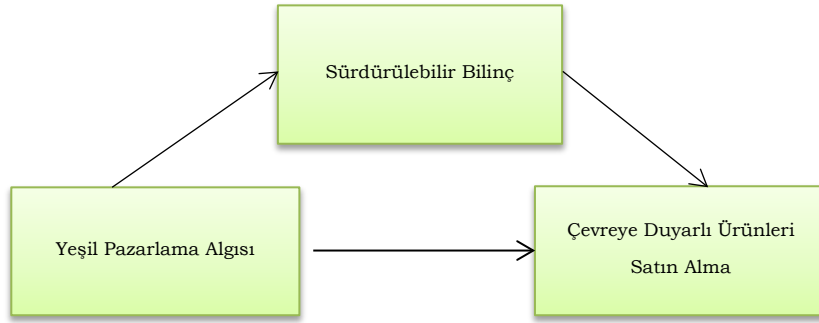 Sürdürülebilir Bilinç
Yeşil Pazarlama Algısı
Çevreye Duyarlı Ürünleri
Satın Alma